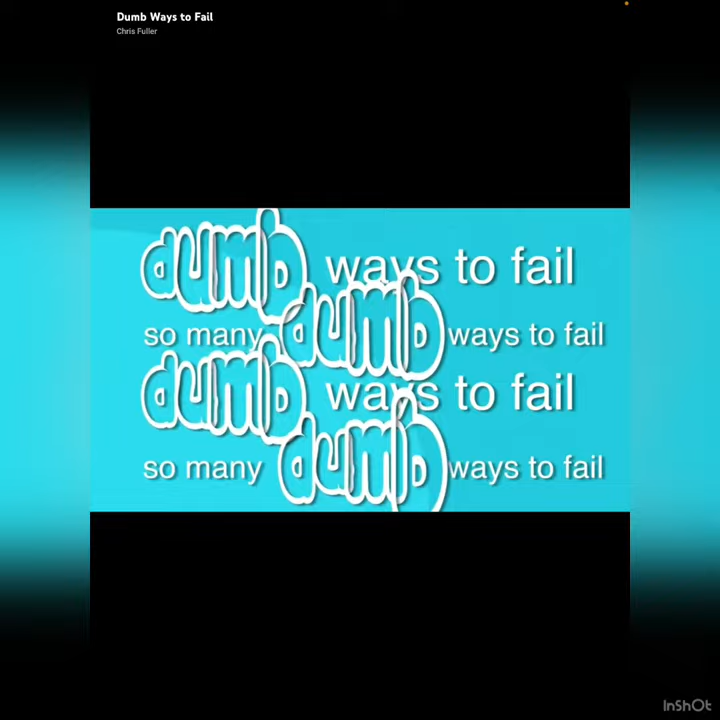 Dumb Ways to Fail
Chris Fuller
dumb ways to fail
so many dumb ways to fail
dumb ways to fail
so many dumb ways to fail
InShOt